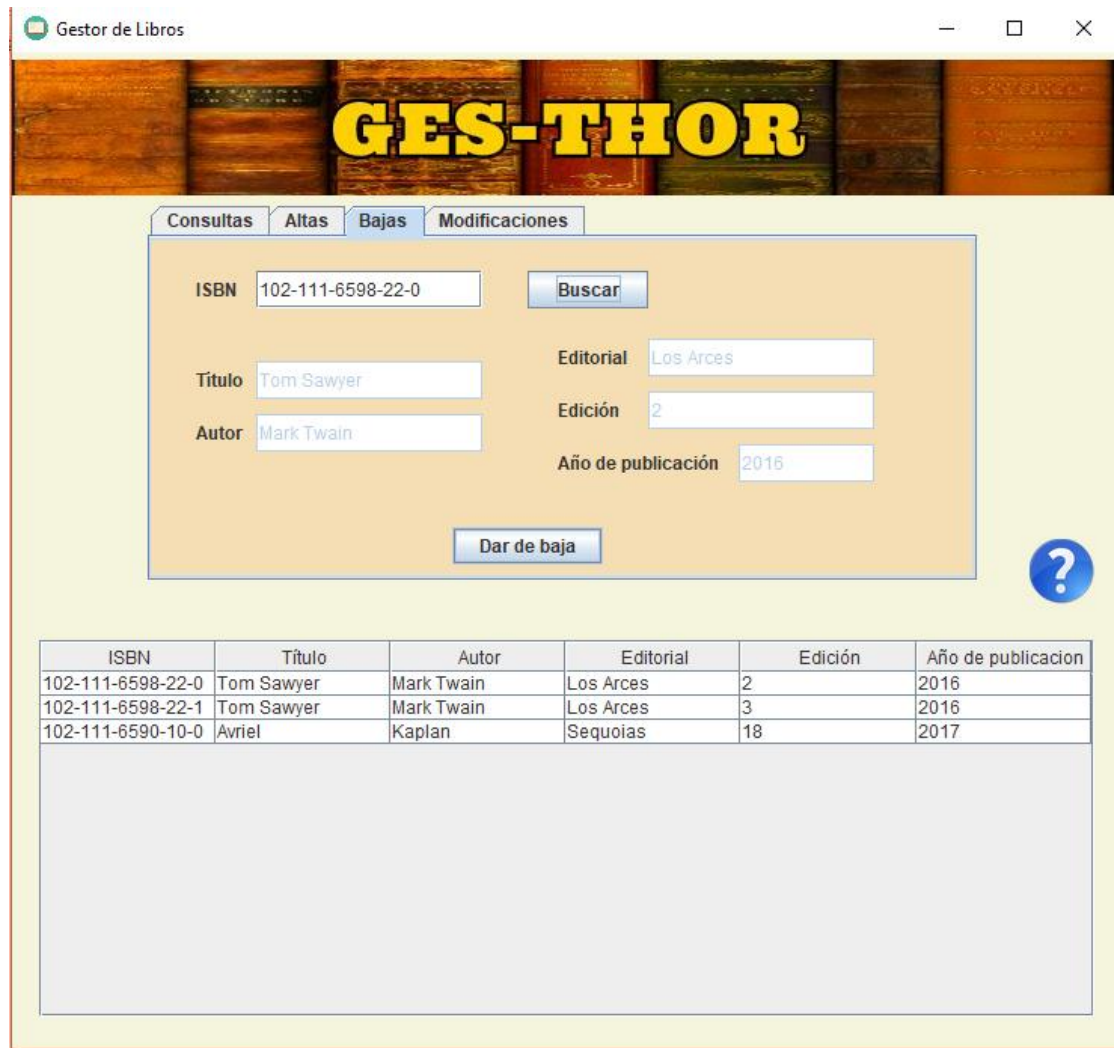 Gestor de Libros
GES-THOR
Consultas Altas Bajas Modificaciones
ISBN 102-111-6598-22-0 Buscar
Editorial Los Arces
Título Tom Sawyer
Edición 2
Autor Mark Twain
Año de publicación 2016
Dar de baja
?
ISBN Título Autor Editorial Edición Año de publicacion
102-111-6598-22-0 Tom Sawyer Mark Twain Los Arces 2 2016
102-111-6598-22-1 Tom Sawyer Mark Twain Los Arces 3 2016
102-111-6590-10-0 Avriel Kaplan Sequoias 18 2017